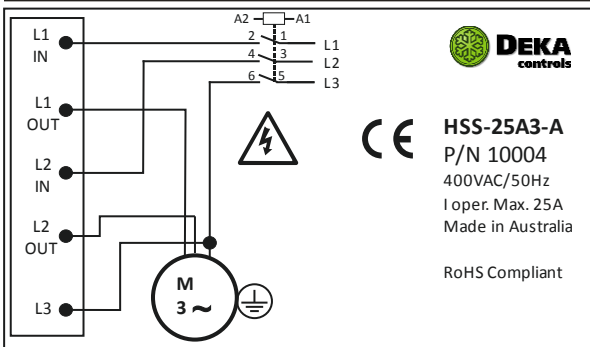 L1
IN
L1
OUT
L2
IN
L2
OUT
L3
A2
A1
2
1
L1
4
3
L2
6
5
L3
M
3 ~
DEKA
controls
CE
HSS-25A3-A
P/N 10004
400VAC/50Hz
I oper. Max. 25A
Made in Australia
RoHS Compliant